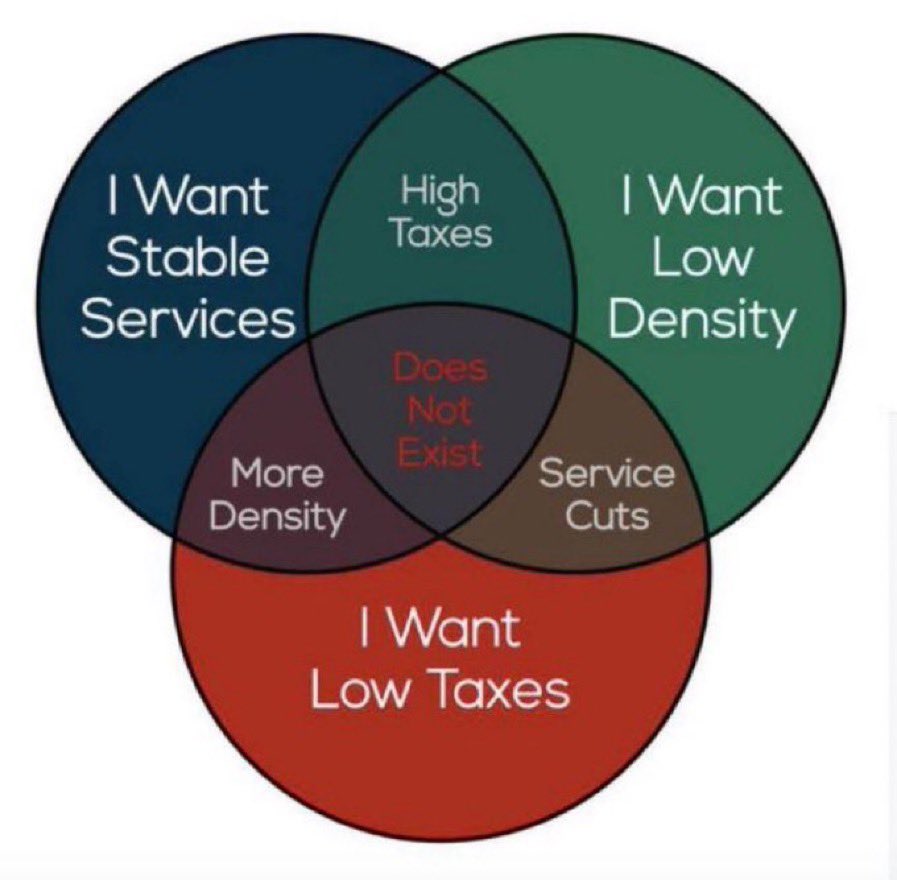 I Want
Stable
Services
High
Taxes
I Want
Low
Density
Does
Not
Exist
More
Density
Service
Cuts
I Want
Low Taxes